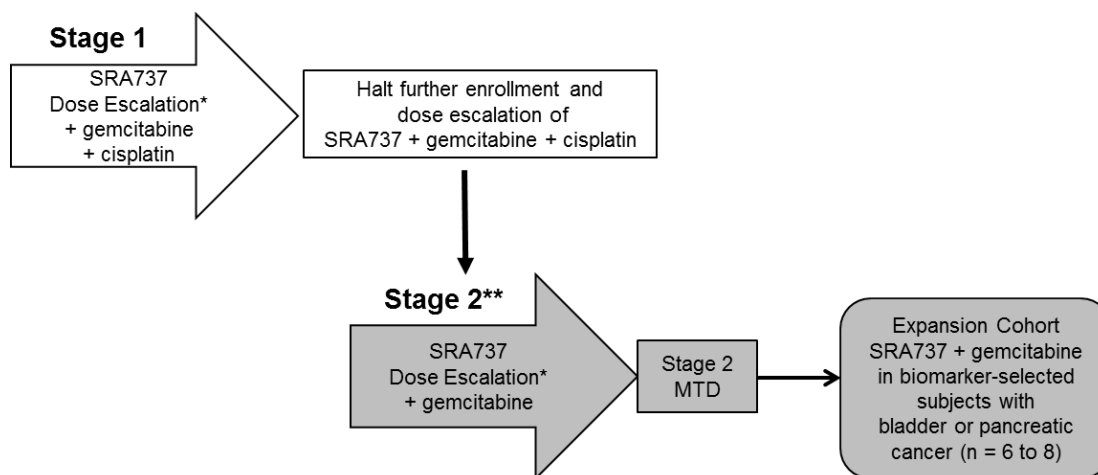 Stage 1
SRA737
Dose Escalation*
+ gemcitabine
+ cisplatin
Halt further enrollment and
dose escalation of
SRA737 + gemcitabine + cisplatin
Stage 2**
SRA737
Dose Escalation*
+ gemcitabine
Stage 2
MTD
Expansion Cohort
SRA737 + gemcitabine
in biomarker-selected
subjects with
bladder or pancreatic
cancer (n = 6 to 8)